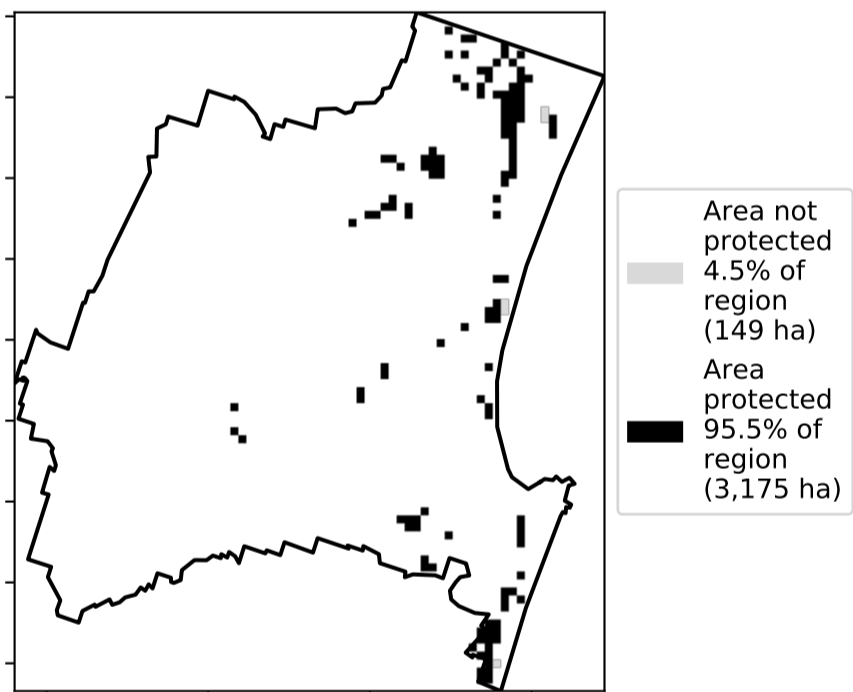 Area not
protected
4.5% of
region
(149 ha)
Area
protected
95.5% of
region
(3,175 ha)